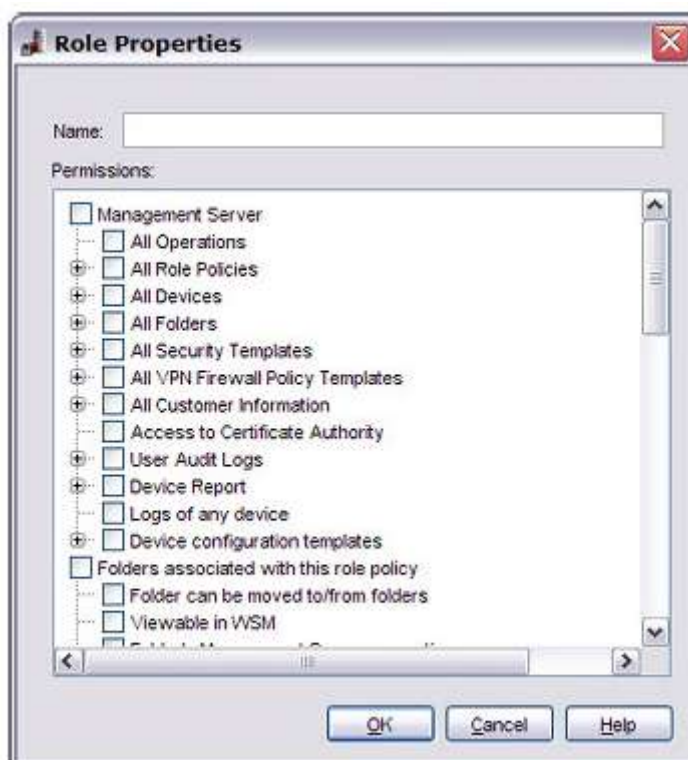 Role Properties
Name:
Permissions:
Management Server
All Operations
All Role Policies
All Devices
All Folders
All Security Templates
All VPN Firewall Policy Templates
All Customer Information
Access to Certificate Authority
User Audit Logs
Device Report
Logs of any device
Device configuration templates
Folders associated with this role policy
Folder can be moved to/from folders
Viewable in WSM
OK
Cancel
Help